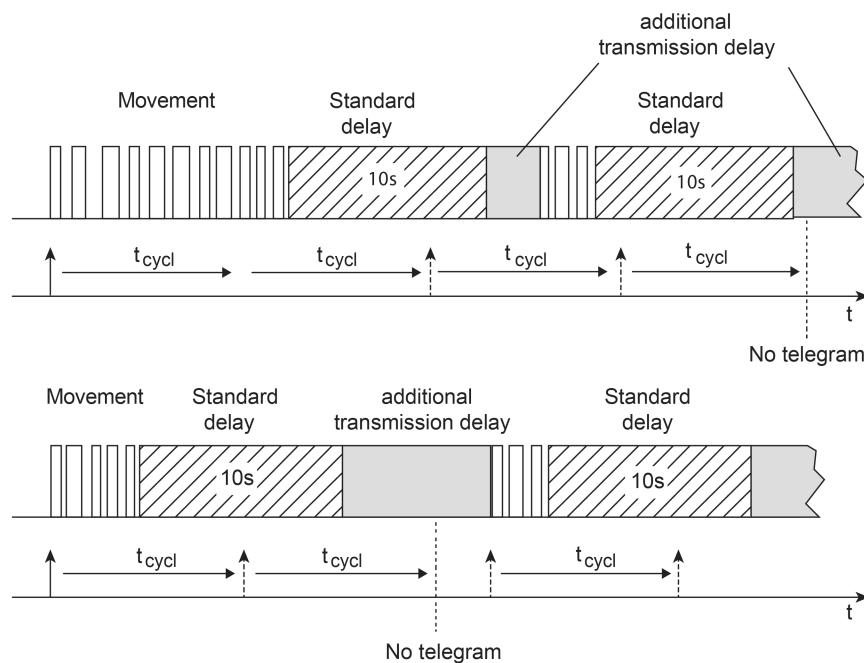 additional
transmission delay
Movement
Standard
delay
Standard
delay
10s
10s
tcycl
tcycl
tcycl
tcycl
t
No telegram
Movement
Standard
delay
additional
transmission delay
Standard
delay
10s
10s
tcycl
tcycl
tcycl
t
No telegram